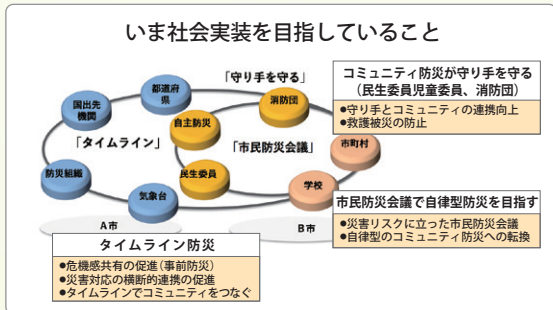 いま社会実装を目指していること
コミュニティ防災が守り手を守る
（民生委員児童委員、消防団）
●守り手とコミュニティの連携向上
●救護被災の防止
都道府
県
「守り手を守る」
国出先
機関
消防団
自主防災
「タイムライン」
「市民防災会議」
市町村
防災組織
民生委員
学校
気象台
A市
B市
市民防災会議で自律型防災を目指す
●災害リスクに立った市民防災会議
●自律型のコミュニティ防災への転換
タイムライン防災
●危機感共有の促進（事前防災）
●災害対応の横断的連携の促進
●タイムラインでコミュニティをつなぐ